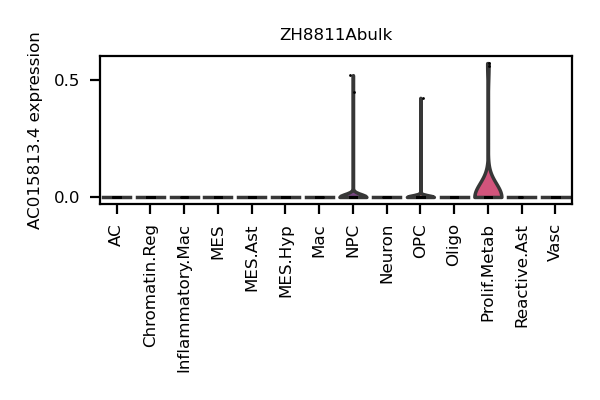 ZH8811Abulk
AC015813.4 expression
0.5
0.0
AC
Chromatin.Reg
Inflammatory.Mac
MES
MES.Ast
MES.Hyp
Mac
NPC
Neuron
OPC
Oligo
Prolif.Metab
Reactive.Ast
Vasc